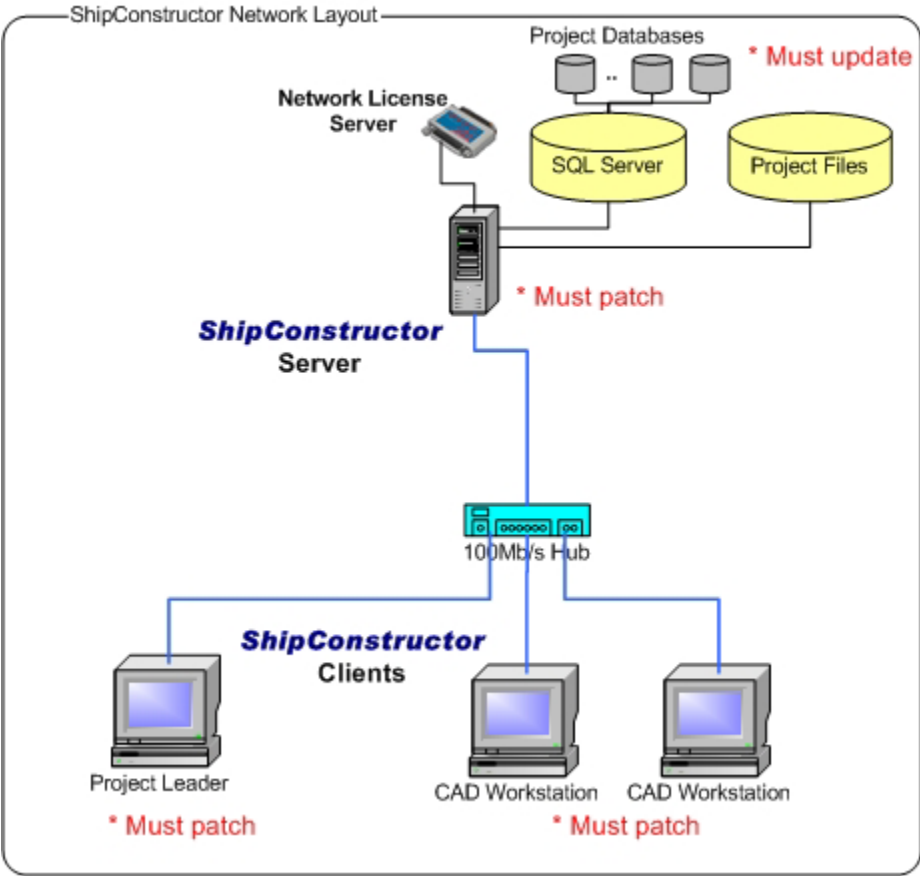 ShipConstructor Network Layout
Project Databases
* Must update
..
Network License
Server
SQL Server
Project Files
* Must patch
ShipConstructor
Server
100Mb/s Hub
ShipConstructor
Clients
Project Leader
CAD Workstation
CAD Workstation
* Must patch
* Must patch